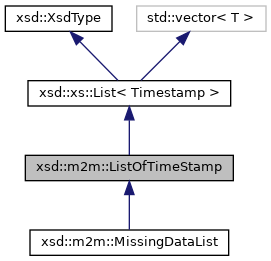 xsd::XsdType
std::vector< T >
xsd::xs::List< Timestamp >
xsd::m2m::ListOfTimeStamp
xsd::m2m::MissingDataList